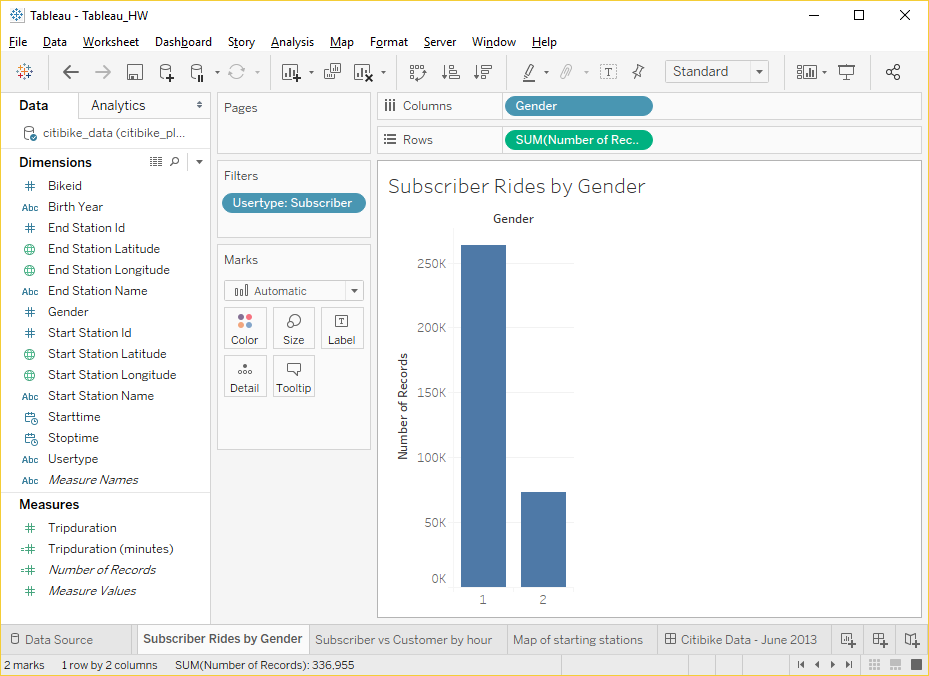 Tableau - Tableau_HW
File Data Worksheet Dashboard Story Analysis Map Format Server Window Help
Standard
Data Analytics
citibike_data (citibike_pl...
Dimensions
# Bikeid
Abc Birth Year
# End Station Id
End Station Latitude
End Station Longitude
Abc End Station Name
# Gender
# Start Station Id
Start Station Latitude
Start Station Longitude
Abc Start Station Name
Starttime
Stoptime
Abc Usertype
Abc Measure Names
Measures
# Tripduration
=# Tripduration (minutes)
=# Number of Records
# Measure Values
Pages
Filters
Usertype: Subscriber
Marks
Automatic
Color Size Label
Detail Tooltip
Columns Gender
Rows SUM(Number of Rec..
Subscriber Rides by Gender
Gender
Number of Records
250K
200K
150K
100K
50K
0K
1 2
Data Source Subscriber Rides by Gender Subscriber vs Customer by hour Map of starting stations Citibike Data - June 2013
2 marks 1 row by 2 columns SUM(Number of Records): 336,955